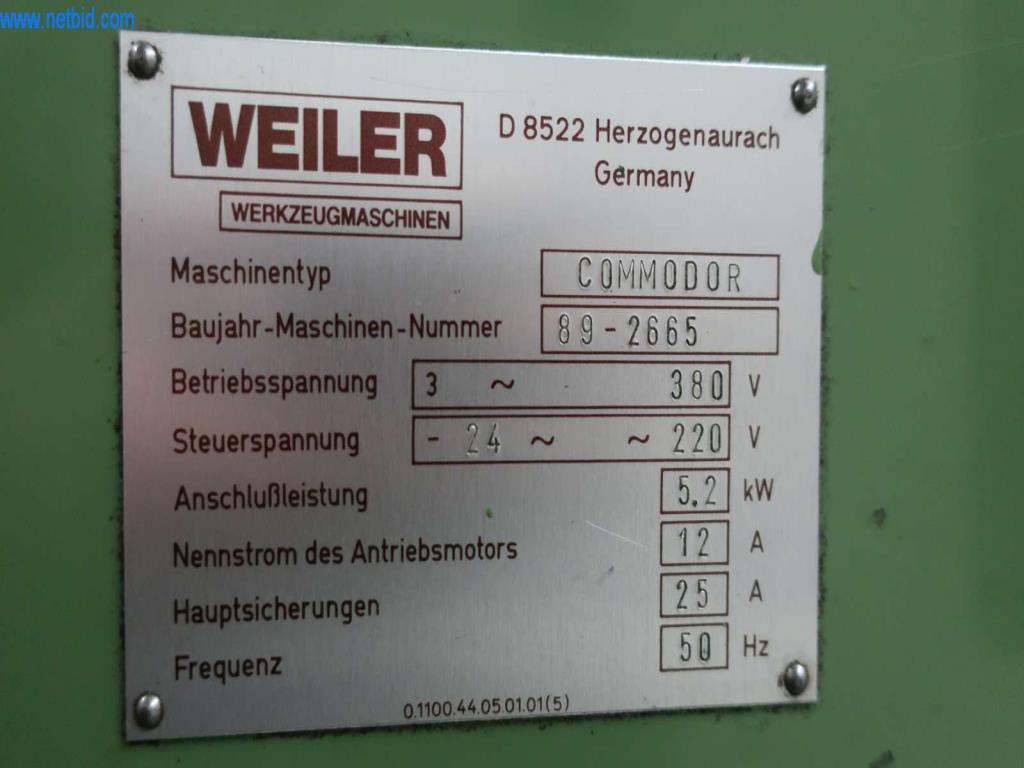 www.netbid.com
WEILER
WERKZEUGMASCHINEN
D 8522 Herzogenaurach
Germany
Maschinentyp COMMODOR
Baujahr-Maschinen-Nummer 89-2665
Betriebsspannung 3 ~ 380 V
Steuerspannung - 24 ~ ~ 220 V
Anschlußleistung 5.2 kW
Nennstrom des Antriebsmotors 12 A
Hauptsicherungen 25 A
Frequenz 50 Hz
0.1100.44.05.01.01(5)